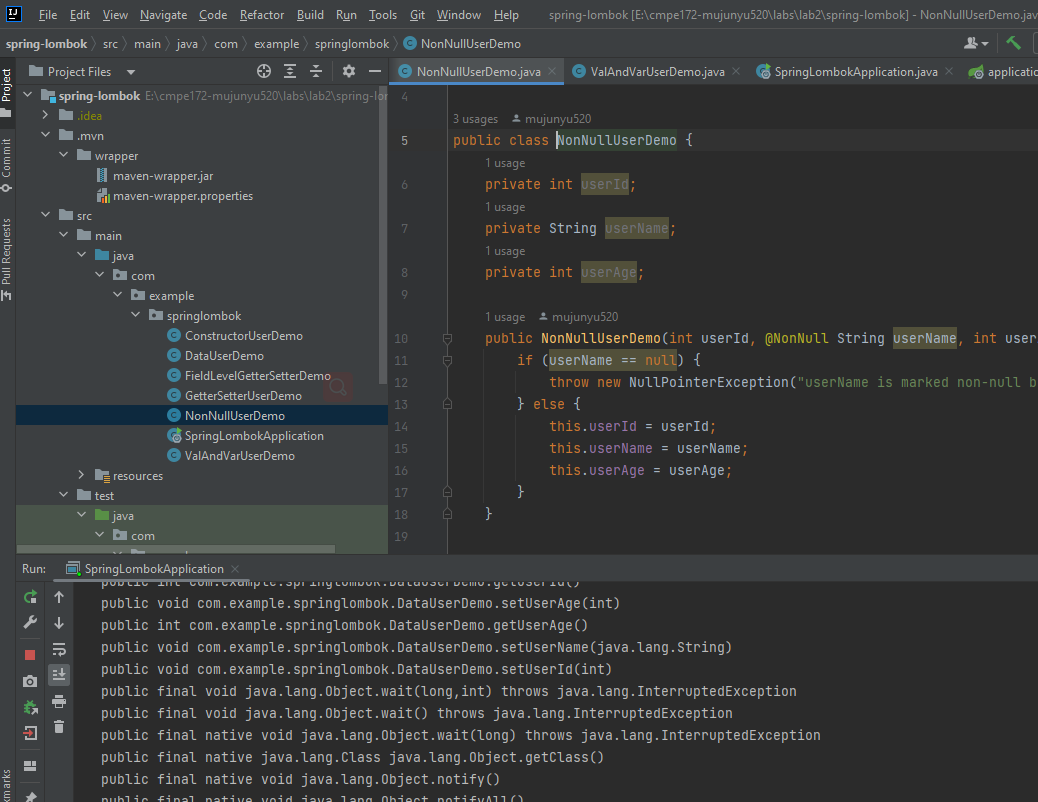 File Edit View Navigate Code Refactor Build Run Tools Git Window Help spring-lombok [E:\cmpe172-mujunyu520\labs\lab2\spring-lombok] - NonNullUserDemo.jav
spring-lombok src main java com example springlombok NonNullUserDemo
Project Files
NonNullUserDemo.java
ValAndVarUserDemo.java
SpringLombokApplication.java
applicatio
Project
Commit
Pull Requests
spring-lombok E:\cmpe172-mujunyu520\labs\lab2\spring-lom
.idea
.mvn
wrapper
maven-wrapper.jar
maven-wrapper.properties
src
main
java
com
example
springlombok
ConstructorUserDemo
DataUserDemo
FieldLevelGetterSetterDemo
GetterSetterUserDemo
NonNullUserDemo
SpringLombokApplication
ValAndVarUserDemo
resources
test
java
com
4
3 usages mujunyu520
5 public class NonNullUserDemo {
1 usage
6 private int userId;
1 usage
7 private String userName;
1 usage
8 private int userAge;
9
1 usage mujunyu520
10 public NonNullUserDemo(int userId, @NonNull String userName, int user
11 if (userName == null) {
12 throw new NullPointerException("userName is marked non-null b
13 } else {
14 this.userId = userId;
15 this.userName = userName;
16 this.userAge = userAge;
17 }
18 }
19
Run: SpringLombokApplication
public int com.example.springlombok.DataUserDemo.getUserId()
public void com.example.springlombok.DataUserDemo.setUserAge(int)
public int com.example.springlombok.DataUserDemo.getUserAge()
public void com.example.springlombok.DataUserDemo.setUserName(java.lang.String)
public void com.example.springlombok.DataUserDemo.setUserId(int)
public final void java.lang.Object.wait(long,int) throws java.lang.InterruptedException
public final void java.lang.Object.wait() throws java.lang.InterruptedException
public final native void java.lang.Object.wait(long) throws java.lang.InterruptedException
public final native java.lang.Class java.lang.Object.getClass()
public final native void java.lang.Object.notify()
public final native void java.lang.Object.notifyAll()
marks